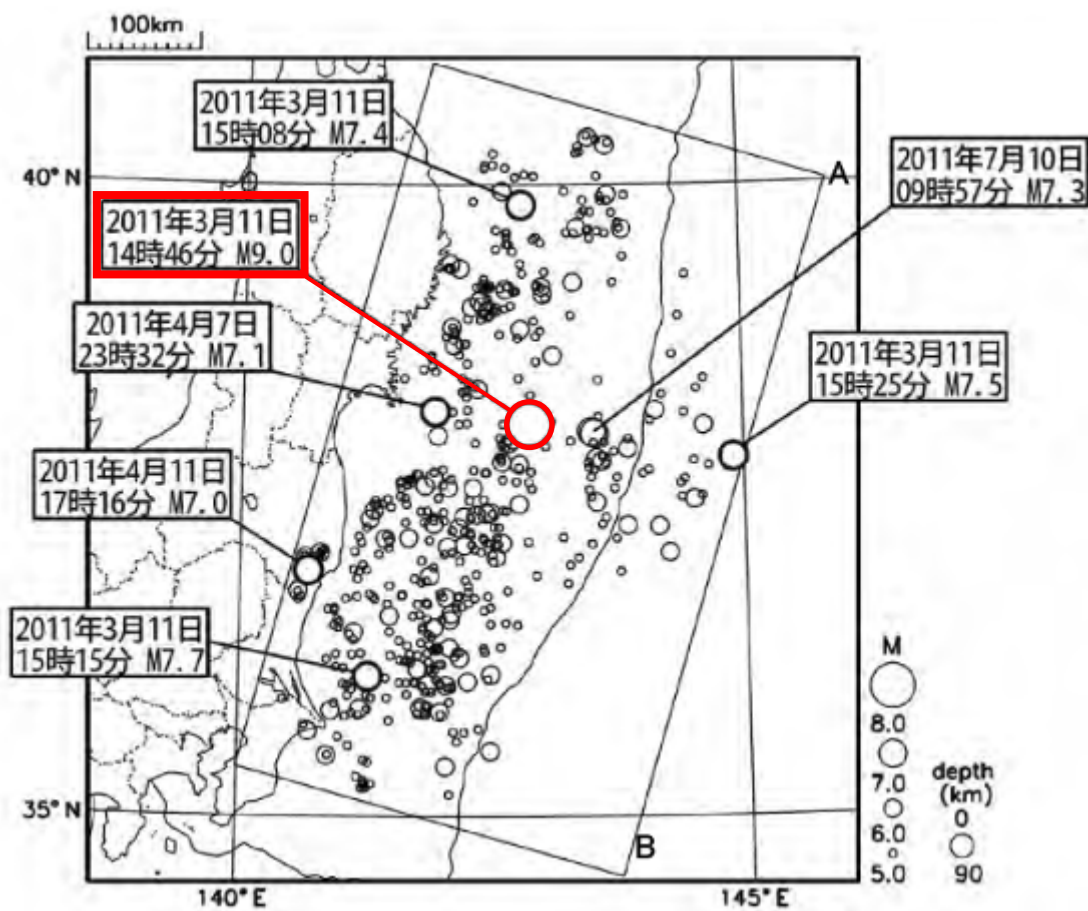 100km
2011年3月11日
15時08分 M7.4
2011年7月10日
09時57分 M7.3
40°N
A
2011年3月11日
14時46分 M9.0
2011年4月7日
23時32分 M7.1
2011年3月11日
15時25分 M7.5
2011年4月11日
17時16分 M7.0
2011年3月11日
15時15分 M7.7
M
8.0
7.0
6.0
5.0
depth
(km)
0
90
35°N
B
140°E
145°E